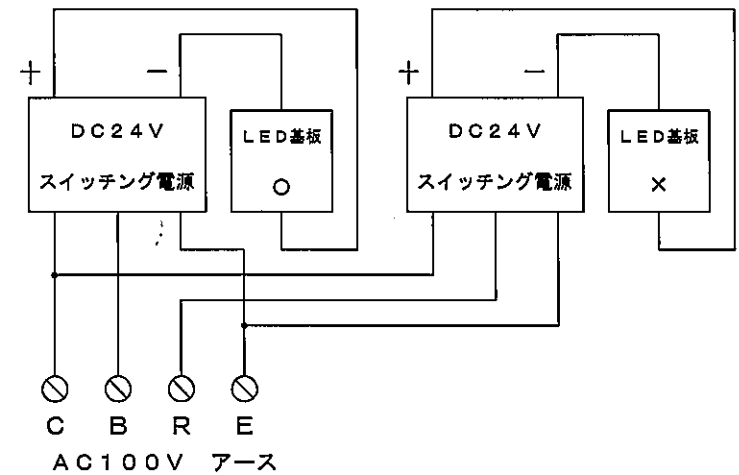 ＋ － ＋ －
ＤＣ２４Ｖ
スイッチング電源
ＬＥＤ基板
○
ＤＣ２４Ｖ
スイッチング電源
ＬＥＤ基板
×
Ｃ Ｂ Ｒ Ｅ
ＡＣ１００Ｖ アース